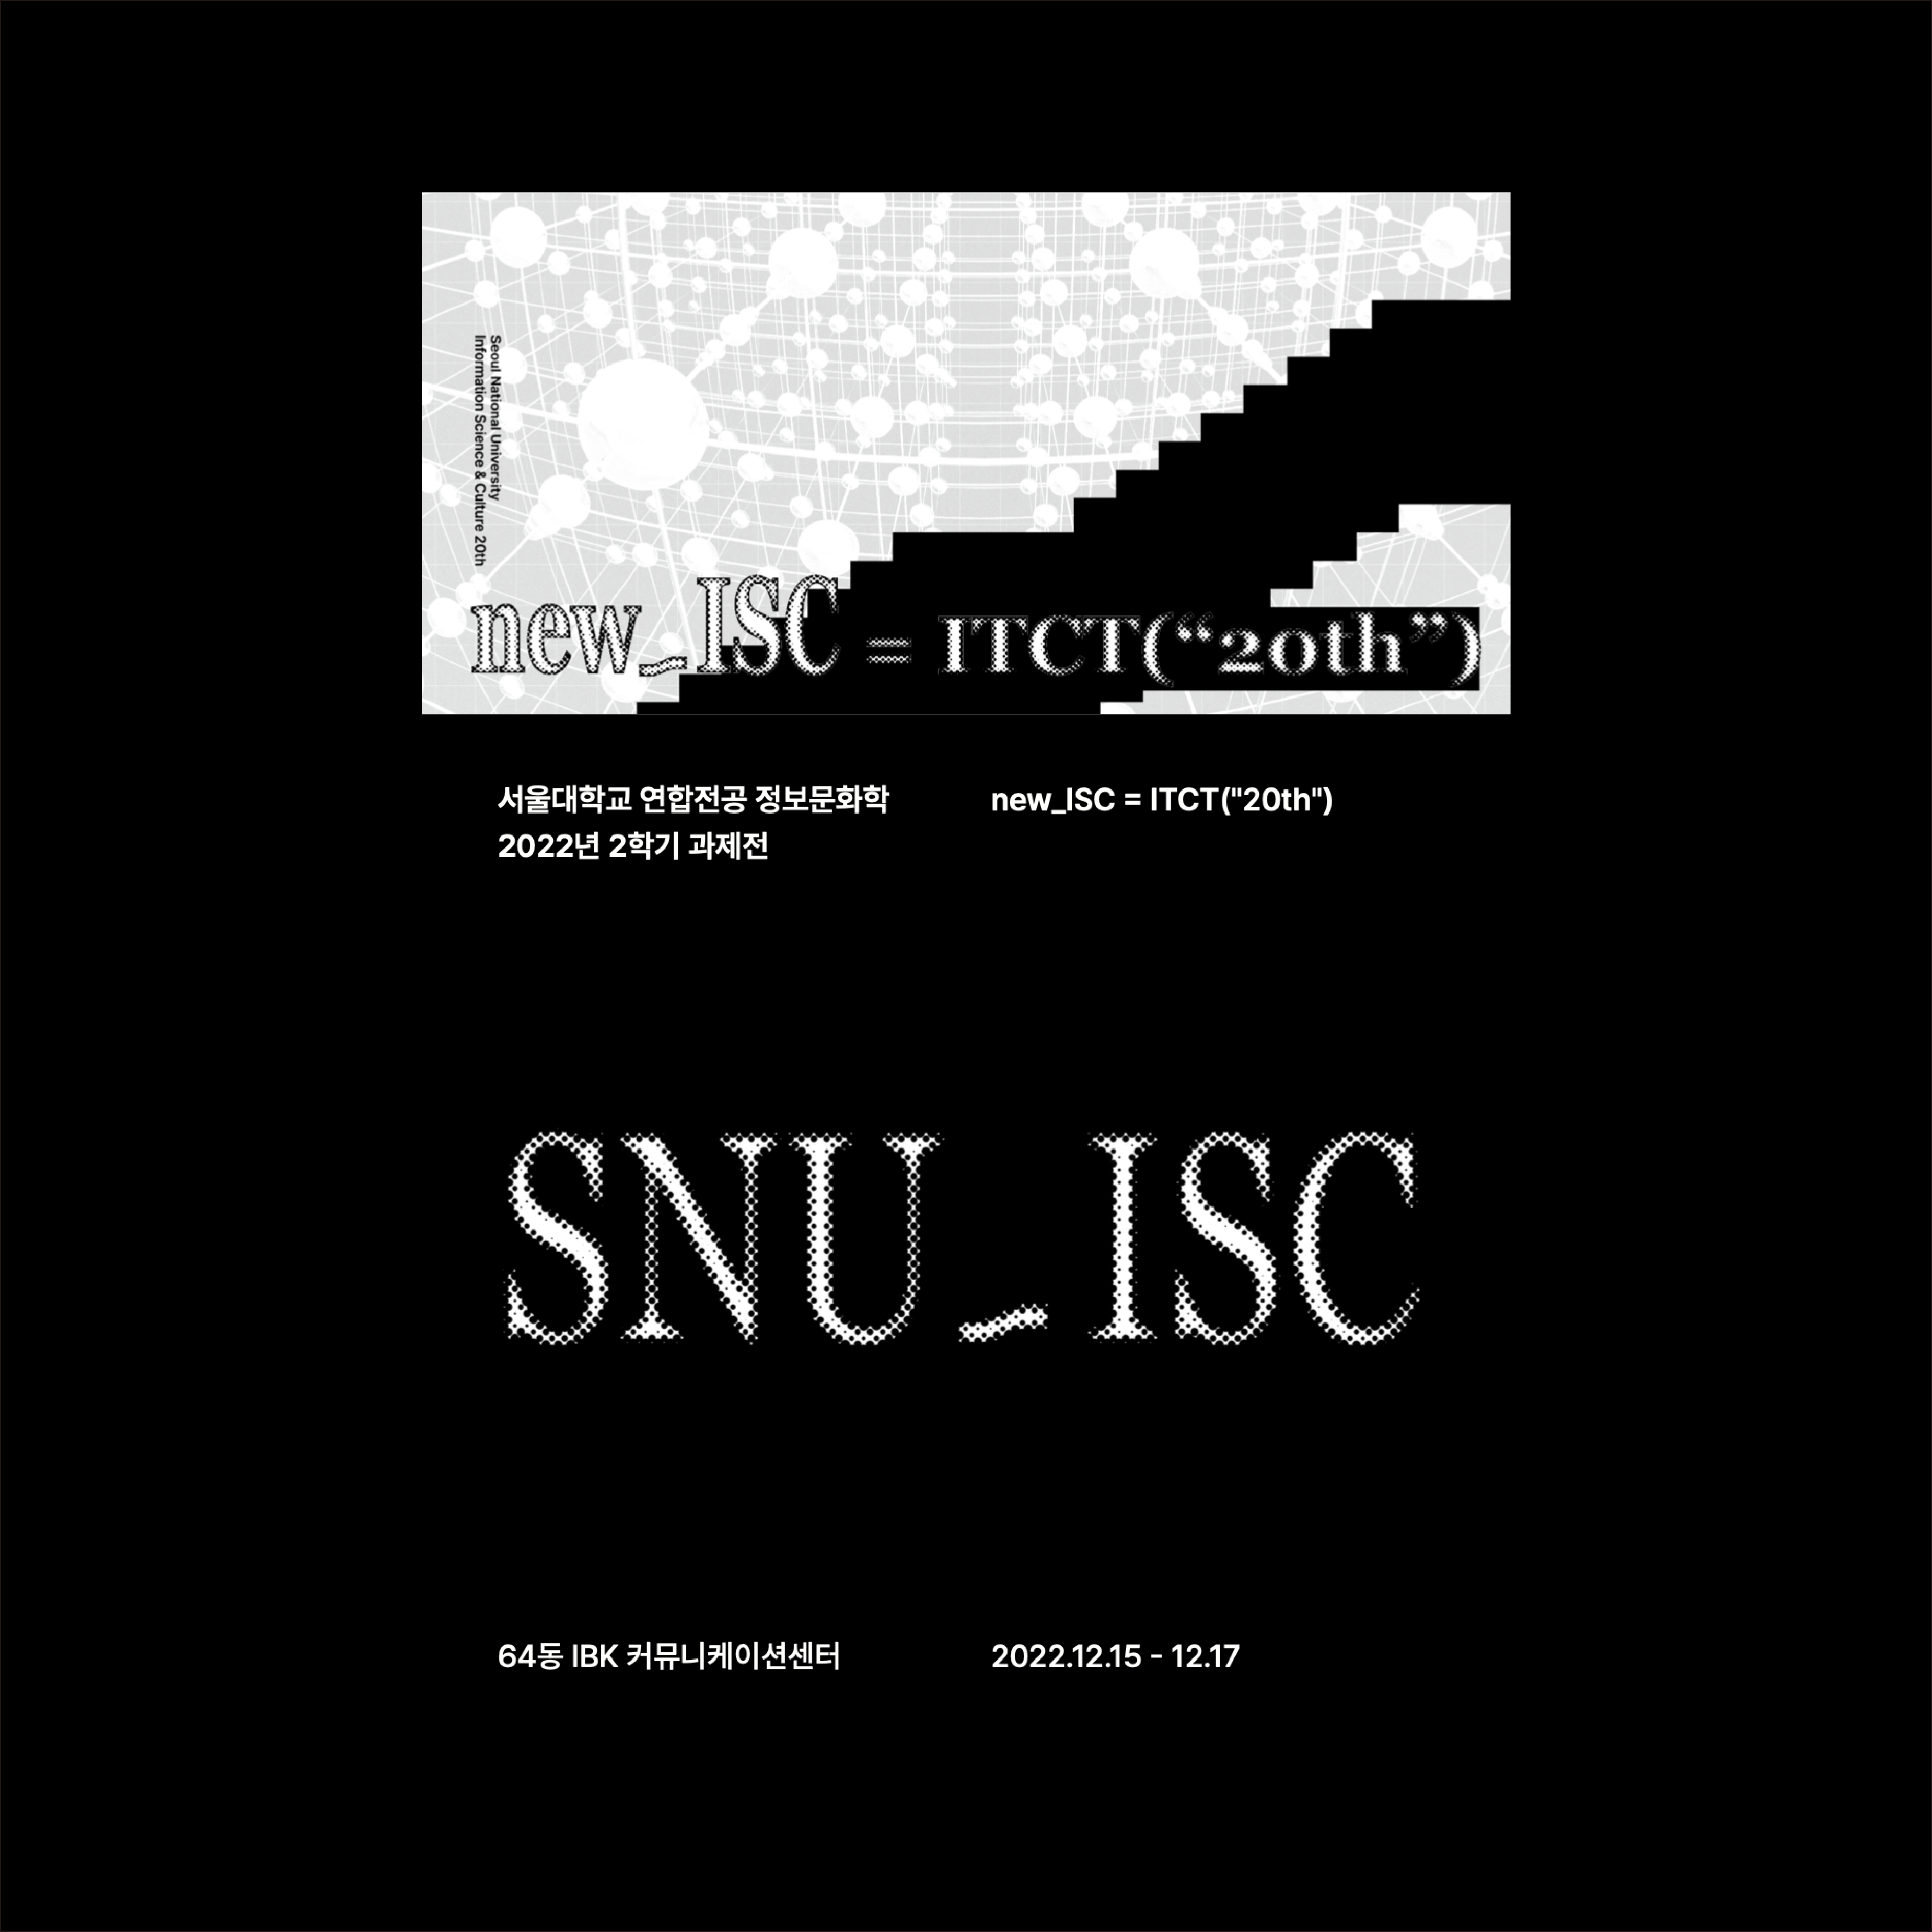 Seoul National University
Information Science & Culture 20th
new_ISC = ITCT(“20th”)
서울대학교 연합전공 정보문화학
2022년 2학기 과제전
new_ISC = ITCT("20th")
SNU_ISC
64동 IBK 커뮤니케이션센터
2022.12.15 - 12.17